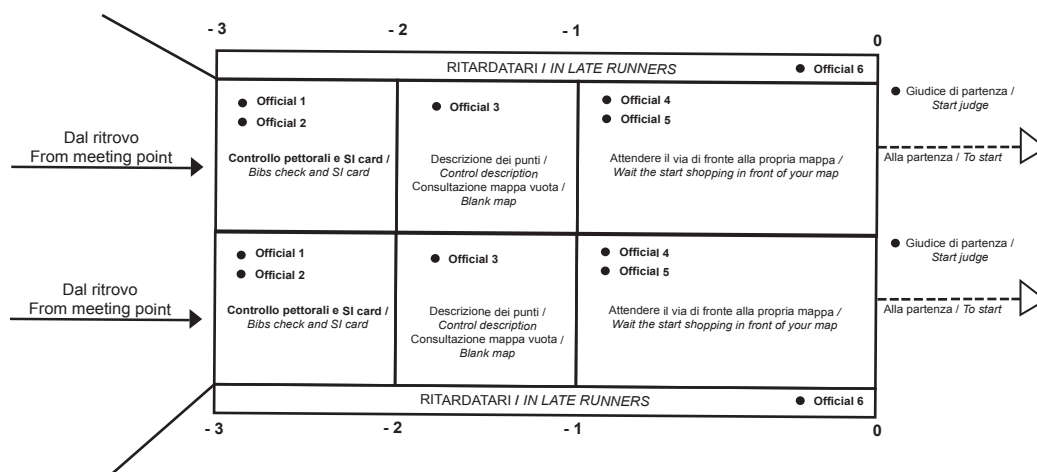 - 3
- 2
- 1
0
RITARDATARI / IN LATE RUNNERS
Official 6
Dal ritrovo
From meeting point
Official 1
Official 2
Controllo pettorali e SI card /
Bibs check and SI card
Official 3
Descrizione dei punti /
Control description
Consultazione mappa vuota /
Blank map
Official 4
Official 5
Attendere il via di fronte alla propria mappa /
Wait the start shopping in front of your map
Giudice di partenza /
Start judge
Alla partenza / To start
Dal ritrovo
From meeting point
Official 1
Official 2
Controllo pettorali e SI card /
Bibs check and SI card
Official 3
Descrizione dei punti /
Control description
Consultazione mappa vuota /
Blank map
Official 4
Official 5
Attendere il via di fronte alla propria mappa /
Wait the start shopping in front of your map
Giudice di partenza /
Start judge
Alla partenza / To start
RITARDATARI / IN LATE RUNNERS
Official 6
- 3
- 2
- 1
0